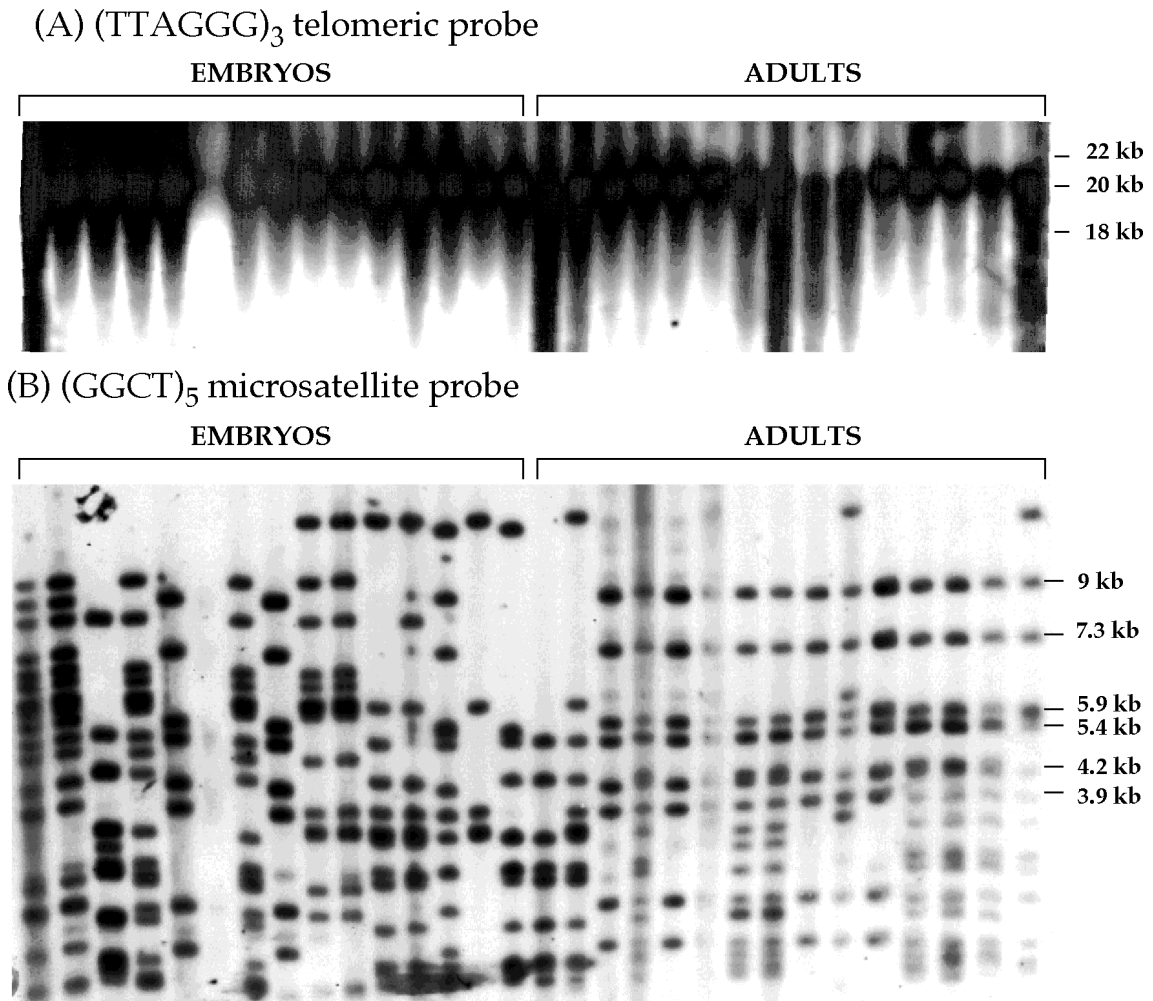 (A) (TTAGGG)3 telomeric probe
EMBRYOS ADULTS
22 kb
20 kb
18 kb
(B) (GGCT)5 microsatellite probe
EMBRYOS ADULTS
9 kb
7.3 kb
5.9 kb
5.4 kb
4.2 kb
3.9 kb